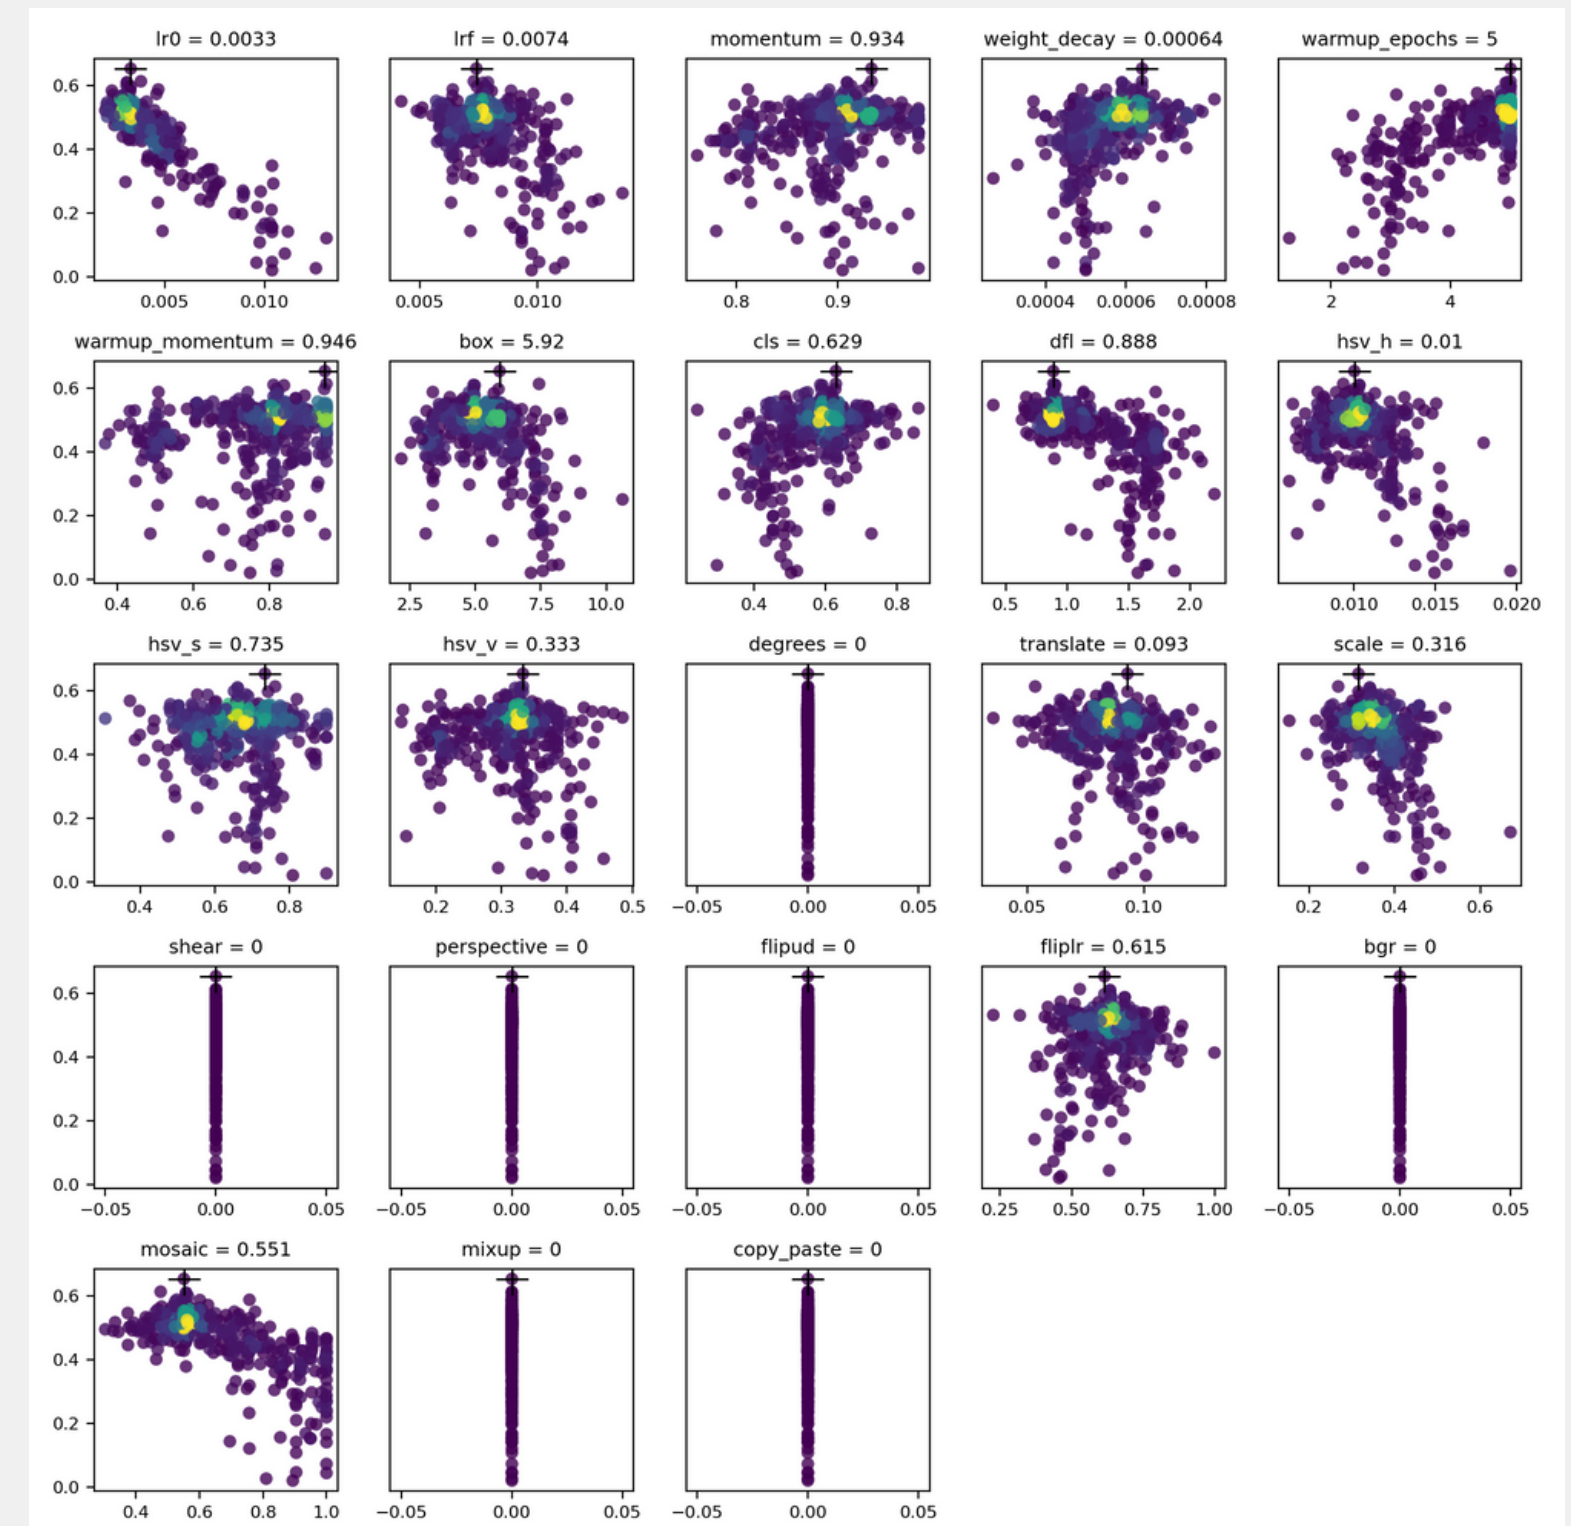 lr0 = 0.0033 lrf = 0.0074 momentum = 0.934 weight_decay = 0.00064 warmup_epochs = 5
0.6
0.4
0.2
0.0
0.005 0.010 0.005 0.010 0.8 0.9 0.0004 0.0006 0.0008 2 4
warmup_momentum = 0.946 box = 5.92 cls = 0.629 dfl = 0.888 hsv_h = 0.01
0.6
0.4
0.2
0.0
0.4 0.6 0.8 2.5 5.0 7.5 10.0 0.4 0.6 0.8 0.5 1.0 1.5 2.0 0.010 0.015 0.020
hsv_s = 0.735 hsv_v = 0.333 degrees = 0 translate = 0.093 scale = 0.316
0.6
0.4
0.2
0.0
0.4 0.6 0.8 0.2 0.3 0.4 0.5 −0.05 0.00 0.05 0.05 0.10 0.2 0.4 0.6
shear = 0 perspective = 0 flipud = 0 fliplr = 0.615 bgr = 0
0.6
0.4
0.2
0.0
−0.05 0.00 0.05 −0.05 0.00 0.05 −0.05 0.00 0.05 0.25 0.50 0.75 1.00 −0.05 0.00 0.05
mosaic = 0.551 mixup = 0 copy_paste = 0
0.6
0.4
0.2
0.0
0.4 0.6 0.8 1.0 −0.05 0.00 0.05 −0.05 0.00 0.05